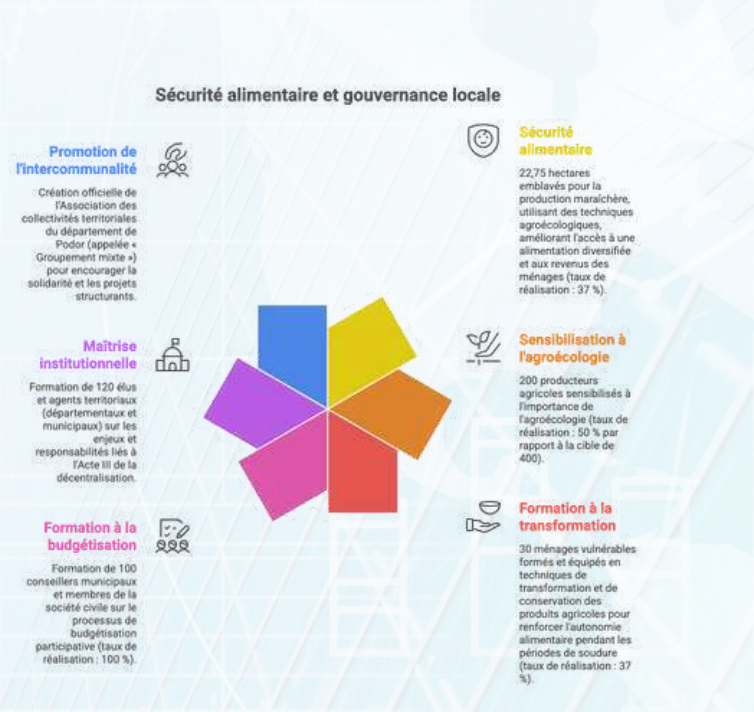 Sécurité alimentaire et gouvernance locale
Promotion de
l'intercommunalité
Création officielle de
l'Association des
collectivités territoriales
du département de
Podor (appelée «
Groupement mixte »)
pour encourager la
solidarité et les projets
structurants.
Maîtrise
institutionnelle
Formation de 120 élus
et agents territoriaux
(départementaux et
municipaux) sur les
enjeux et
responsabilités liés à
l'Acte III de la
décentralisation.
Formation à la
budgétisation
Formation de 100
conseillers municipaux
et membres de la
société civile sur le
processus de
budgétisation
participative (taux de
réalisation : 100 %).
Sécurité
alimentaire
22,75 hectares
emblavés pour la
production maraîchère,
utilisant des techniques
agroécologiques,
améliorant l'accès à une
alimentation diversifiée
et aux revenus des
ménages (taux de
réalisation : 37 %).
Sensibilisation à
l'agroécologie
200 producteurs
agricoles sensibilisés à
l'importance de
l'agroécologie (taux de
réalisation : 50 % par
rapport à la cible de
400).
Formation à la
transformation
30 ménages vulnérables
formés et équipés en
techniques de
transformation et de
conservation des
produits agricoles pour
renforcer l'autonomie
alimentaire pendant les
périodes de soudure
(taux de réalisation : 37
%).